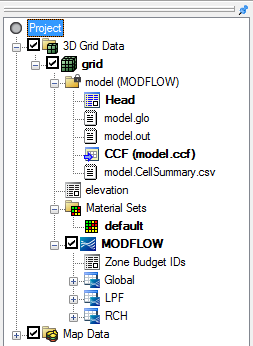 Project
3D Grid Data
grid
model (MODFLOW)
Head
model.glo
model.out
CCF (model.ccf)
model.CellSummary.csv
elevation
Material Sets
default
MODFLOW
Zone Budget IDs
Global
LPF
RCH
Map Data